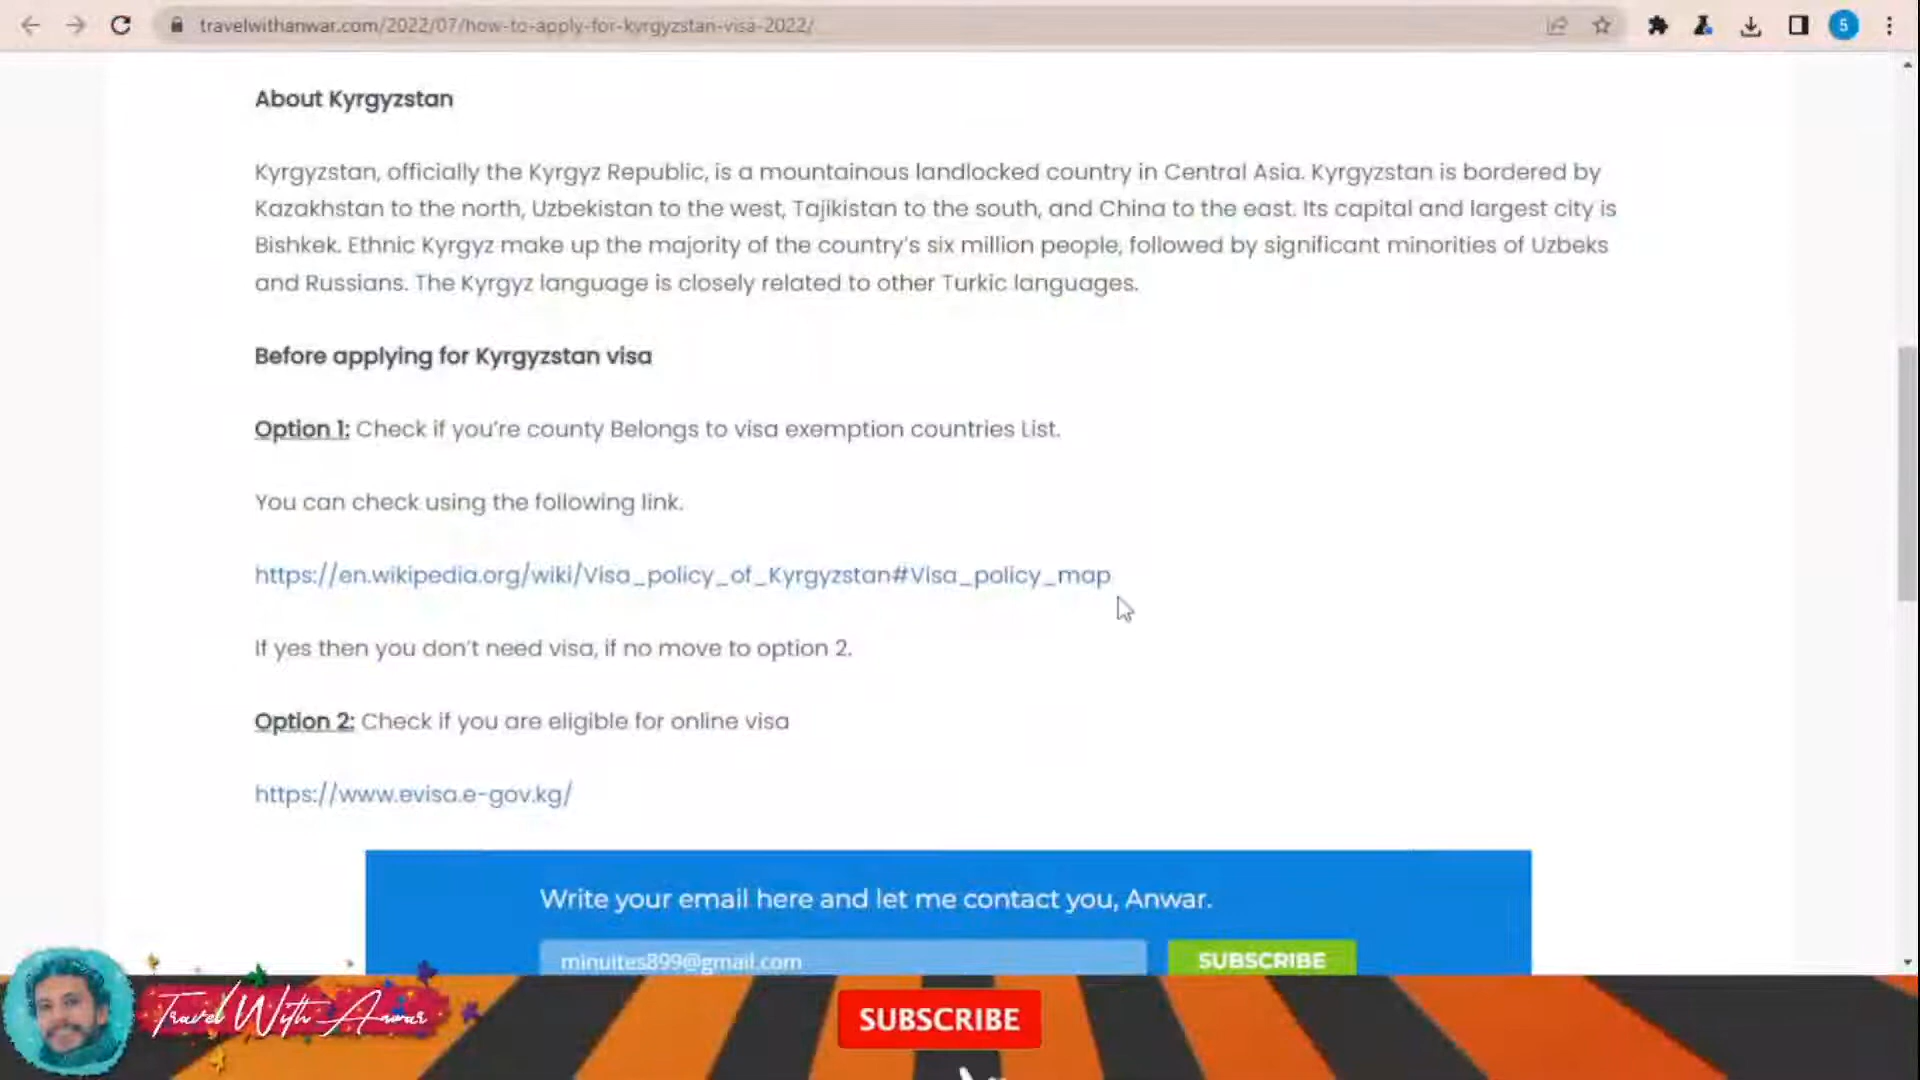 travelwithanwar.com/2022/07/how-to-apply-for-kyrgyzstan-visa-2022/
5
About Kyrgyzstan
Kyrgyzstan, officially the Kyrgyz Republic, is a mountainous landlocked country in Central Asia. Kyrgyzstan is bordered by
Kazakhstan to the north, Uzbekistan to the west, Tajikistan to the south, and China to the east. Its capital and largest city is
Bishkek. Ethnic Kyrgyz make up the majority of the country's six million people, followed by significant minorities of Uzbeks
and Russians. The Kyrgyz language is closely related to other Turkic languages.
Before applying for Kyrgyzstan visa
Option 1: Check if you're county Belongs to visa exemption countries List.
You can check using the following link.
https://en.wikipedia.org/wiki/Visa_policy_of_Kyrgyzstan#Visa_policy_map
If yes then you don't need visa, if no move to option 2.
Option 2: Check if you are eligible for online visa
https://www.evisa.e-gov.kg/
Write your email here and let me contact you, Anwar.
minuites899@gmail.com
SUBSCRIBE
Travel With Anwar
SUBSCRIBE